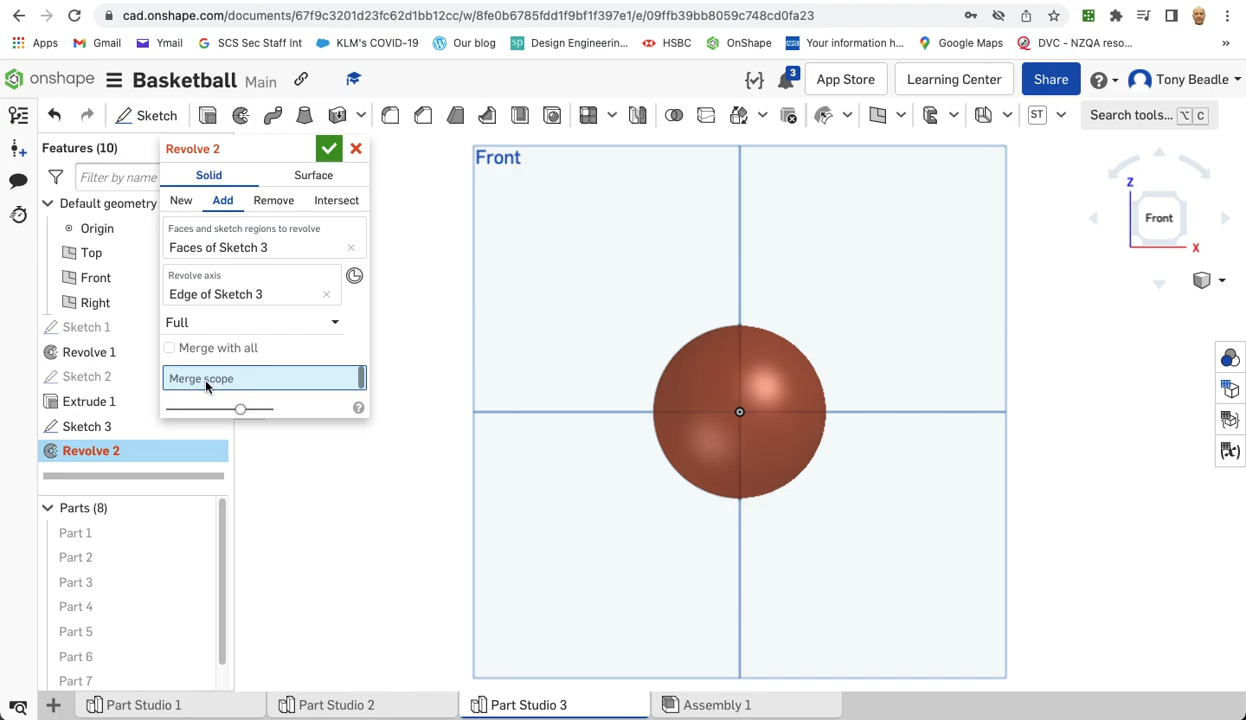 cad.onshape.com/documents/67f9c3201d23fc62d1bb12cc/w/8fe0b6785fdd1f9bf1f397e1/e/09ffb39bb8059c748cd0fa23
Apps Gmail Ymail SCS Sec Staff Int KLM's COVID-19 Our blog Design Engineerin... HSBC OnShape Your information h... Google Maps DVC - NZQA reso... »
onshape Basketball Main 3 App Store Learning Center Share Tony Beadle
Sketch ST Search tools... ⌥ C
Features (10)
Filter by name
Default geometry
Origin
Top
Front
Right
Sketch 1
Revolve 1
Sketch 2
Extrude 1
Sketch 3
Revolve 2
Parts (8)
Part 1
Part 2
Part 3
Part 4
Part 5
Part 6
Part 7
Revolve 2
Solid Surface
New Add Remove Intersect
Faces and sketch regions to revolve
Faces of Sketch 3
Revolve axis
Edge of Sketch 3
Full
Merge with all
Merge scope
Front
Z
Front
X
Part Studio 1 Part Studio 2 Part Studio 3 Assembly 1